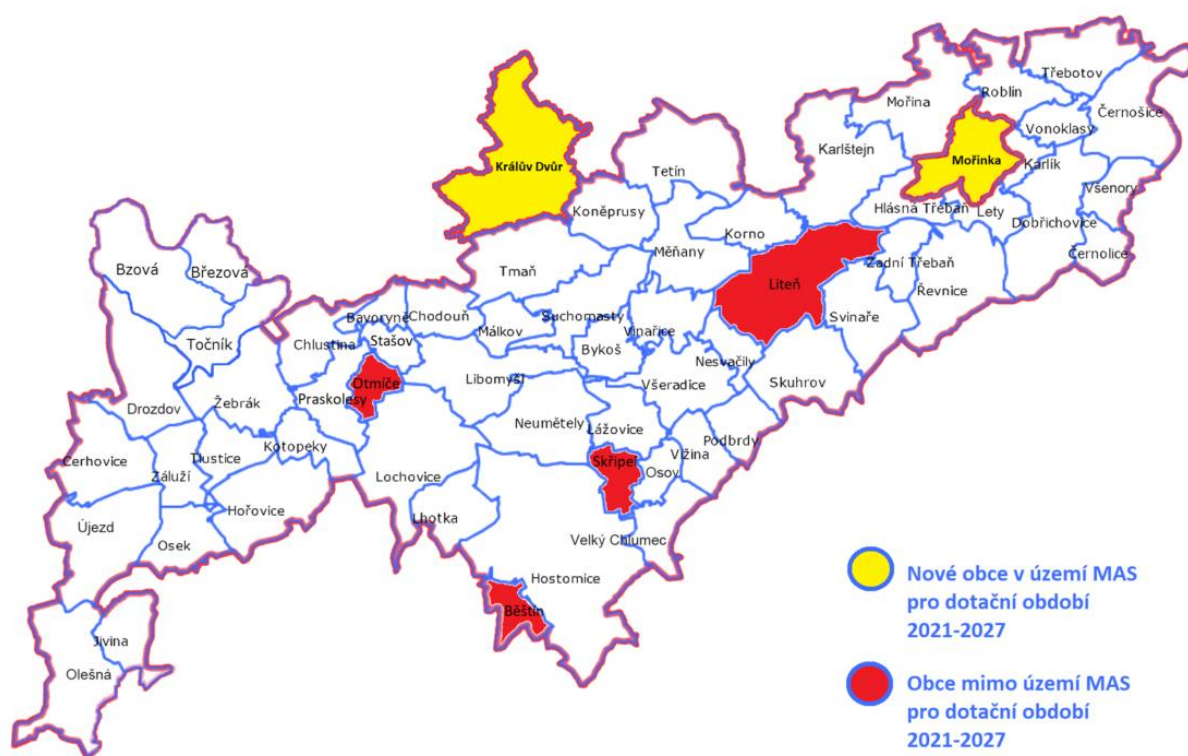 Třebotov
Roblín
Mořina
Černošice
Vonoklasy
Karlštejn
Králův Dvůr
Mořinka
Karlík
Tetín
Všenory
Hlásná Třebaň
Lety
Koněprusy
Dobřichovice
Korno
Měňany
Černolice
Zadní Třebaň
Bzová
Březová
Tmaň
Liteň
Řevnice
Bavoryně
Chodouň
Suchomasty
Svinaře
Málkov
Vinařice
Točník
Chlustina
Stašov
Bykoš
Nesvačily
Libomyšl
Otmíče
Všeradice
Skuhrov
Praskolesy
Drozdov
Žebrák
Neumětely
Lážovice
Podbrdy
Kotopeky
Vižina
Cerhovice
Tlustice
Skřipel
Osov
Záluží
Lochovice
Hořovice
Újezd
Lhotka
Osek
Velký Chlumec
Hostomice
Běštín
Jivina
Olešná
Nové obce v území MAS
pro dotační období
2021-2027
Obce mimo území MAS
pro dotační období
2021-2027